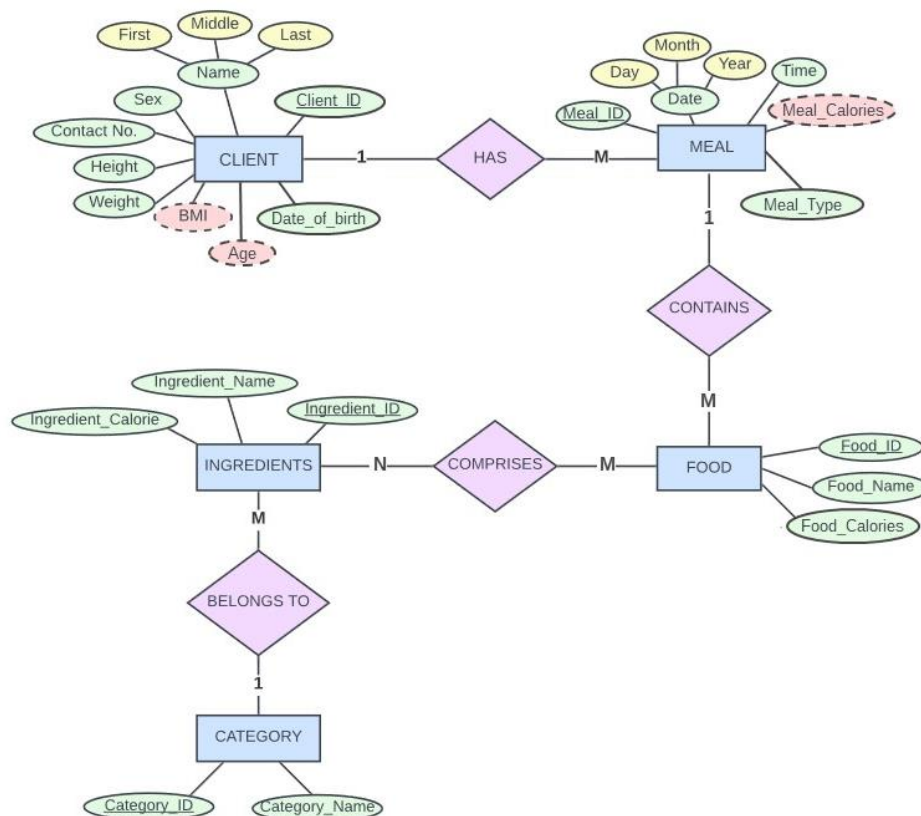 First
Middle
Last
Name
Sex
Client_ID
Contact No.
CLIENT
Height
Weight
BMI
Age
Date_of_birth
1
HAS
M
Day
Month
Year
Date
Time
Meal_ID
Meal_Calories
MEAL
Meal_Type
1
CONTAINS
M
Ingredient_Name
Ingredient_Calorie
Ingredient_ID
INGREDIENTS
N
COMPRISES
M
FOOD
Food_ID
Food_Name
Food_Calories
M
BELONGS TO
1
CATEGORY
Category_ID
Category_Name